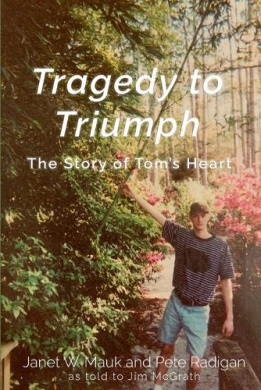 Tragedy to
Triumph
The Story of Tom's Heart
Janet W. Mauk and Pete Radigan
as told to Jim McGrath